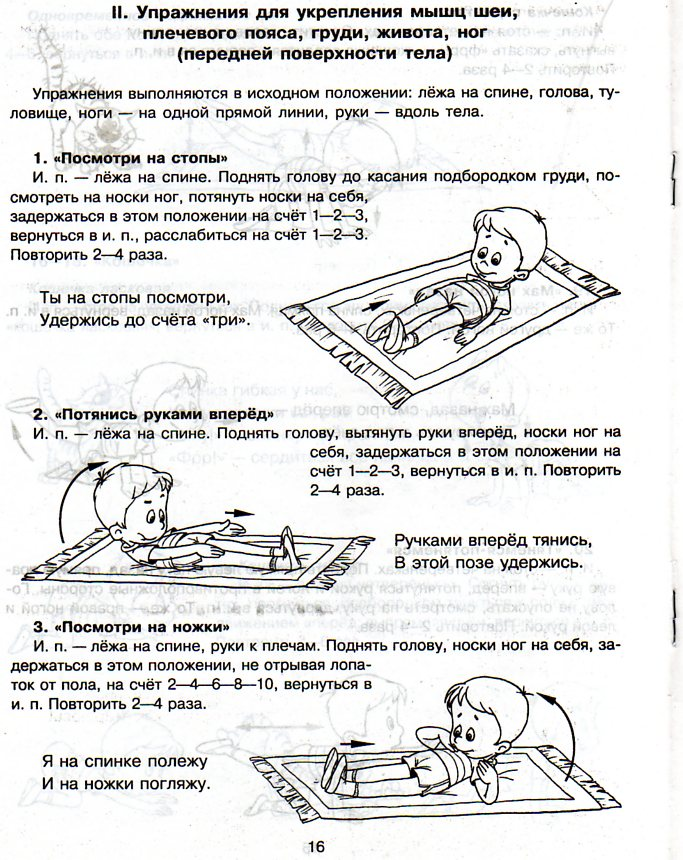 II. Упражнения для укрепления мышц шеи,
плечевого пояса, груди, живота, ног
(передней поверхности тела)
Упражнения выполняются в исходном положении: лёжа на спине, голова, ту-
ловище, ноги — на одной прямой линии, руки — вдоль тела.
1. «Посмотри на стопы»
И. п. — лёжа на спине. Поднять голову до касания подбородком груди, по-
смотреть на носки ног, потянуть носки на себя,
задержаться в этом положении на счёт 1—2—3,
вернуться в и. п., расслабиться на счёт 1—2—3.
Повторить 2—4 раза.
Ты на стопы посмотри,
Удержись до счёта «три».
2. «Потянись руками вперёд»
И. п. — лёжа на спине. Поднять голову, вытянуть руки вперёд, носки ног на
себя, задержаться в этом положении на
счёт 1—2—3, вернуться в и. п. Повторить
2—4 раза.
Ручками вперёд тянись,
В этой позе удержись.
3. «Посмотри на ножки»
И. п. — лёжа на спине, руки к плечам. Поднять голову, носки ног на себя, за-
держаться в этом положении, не отрывая лопа-
ток от пола, на счёт 2—4—6—8—10, вернуться в
и. п. Повторить 2—4 раза.
Я на спинке полежу
И на ножки погляжу.
16